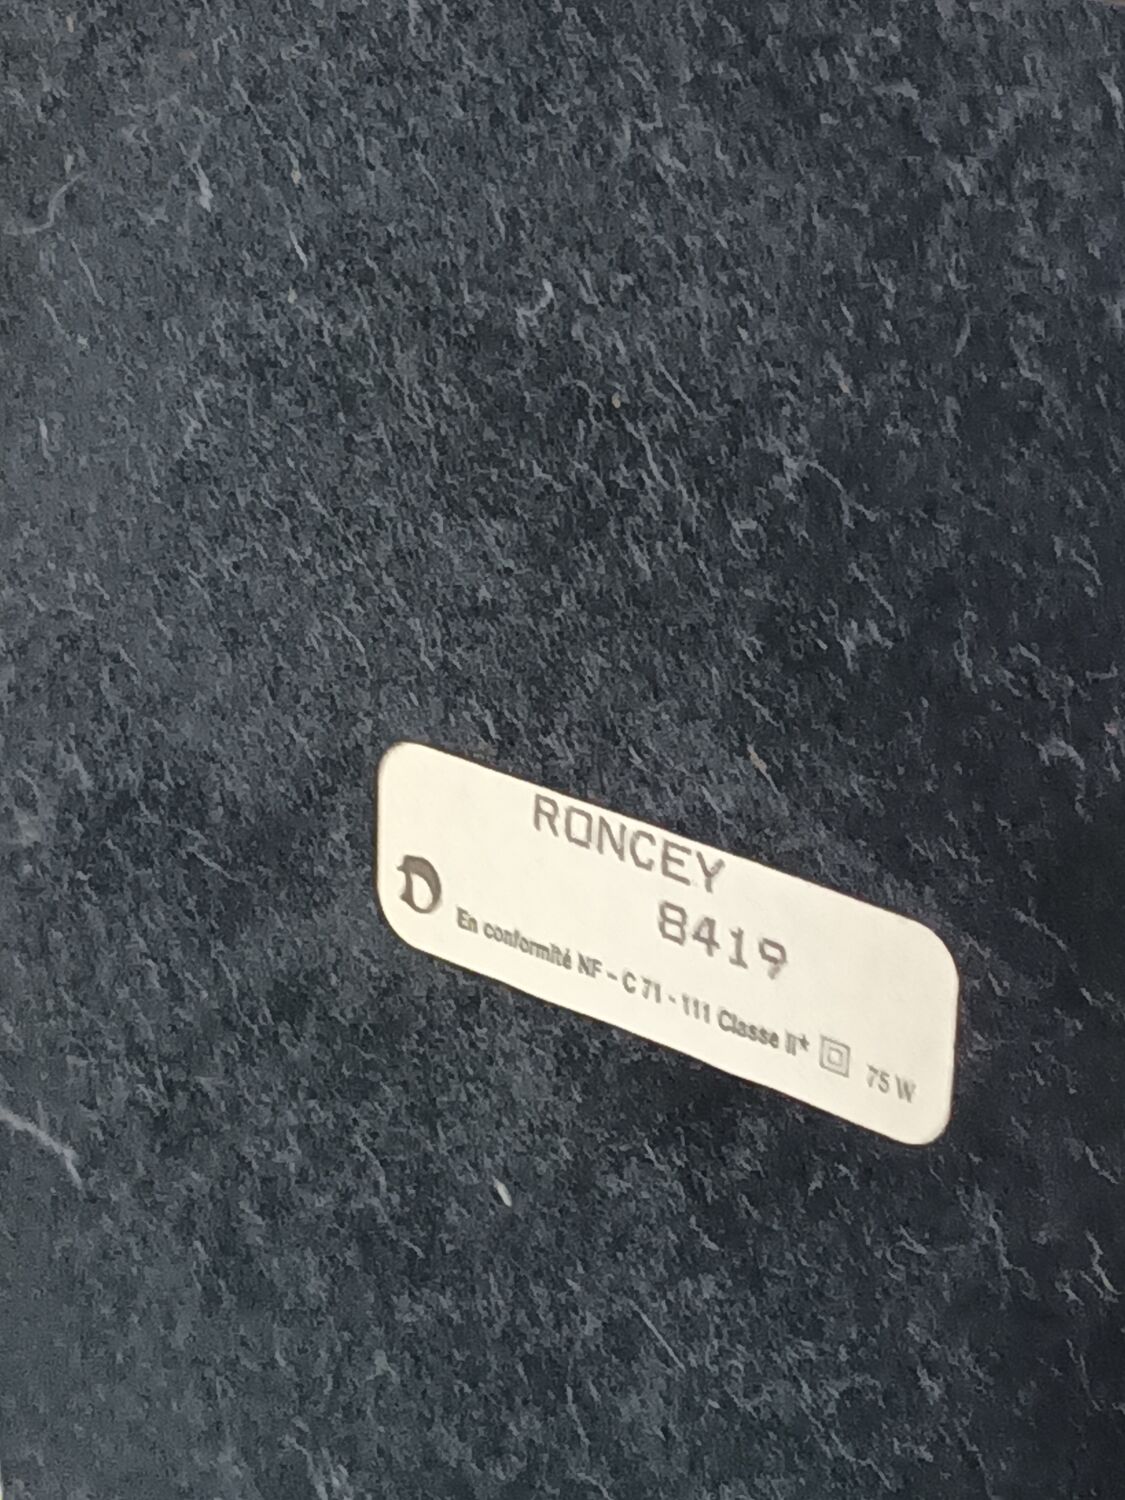 RONCEY
8419
D
En conformité NF - C 71 - 111 Classe II* 75 W